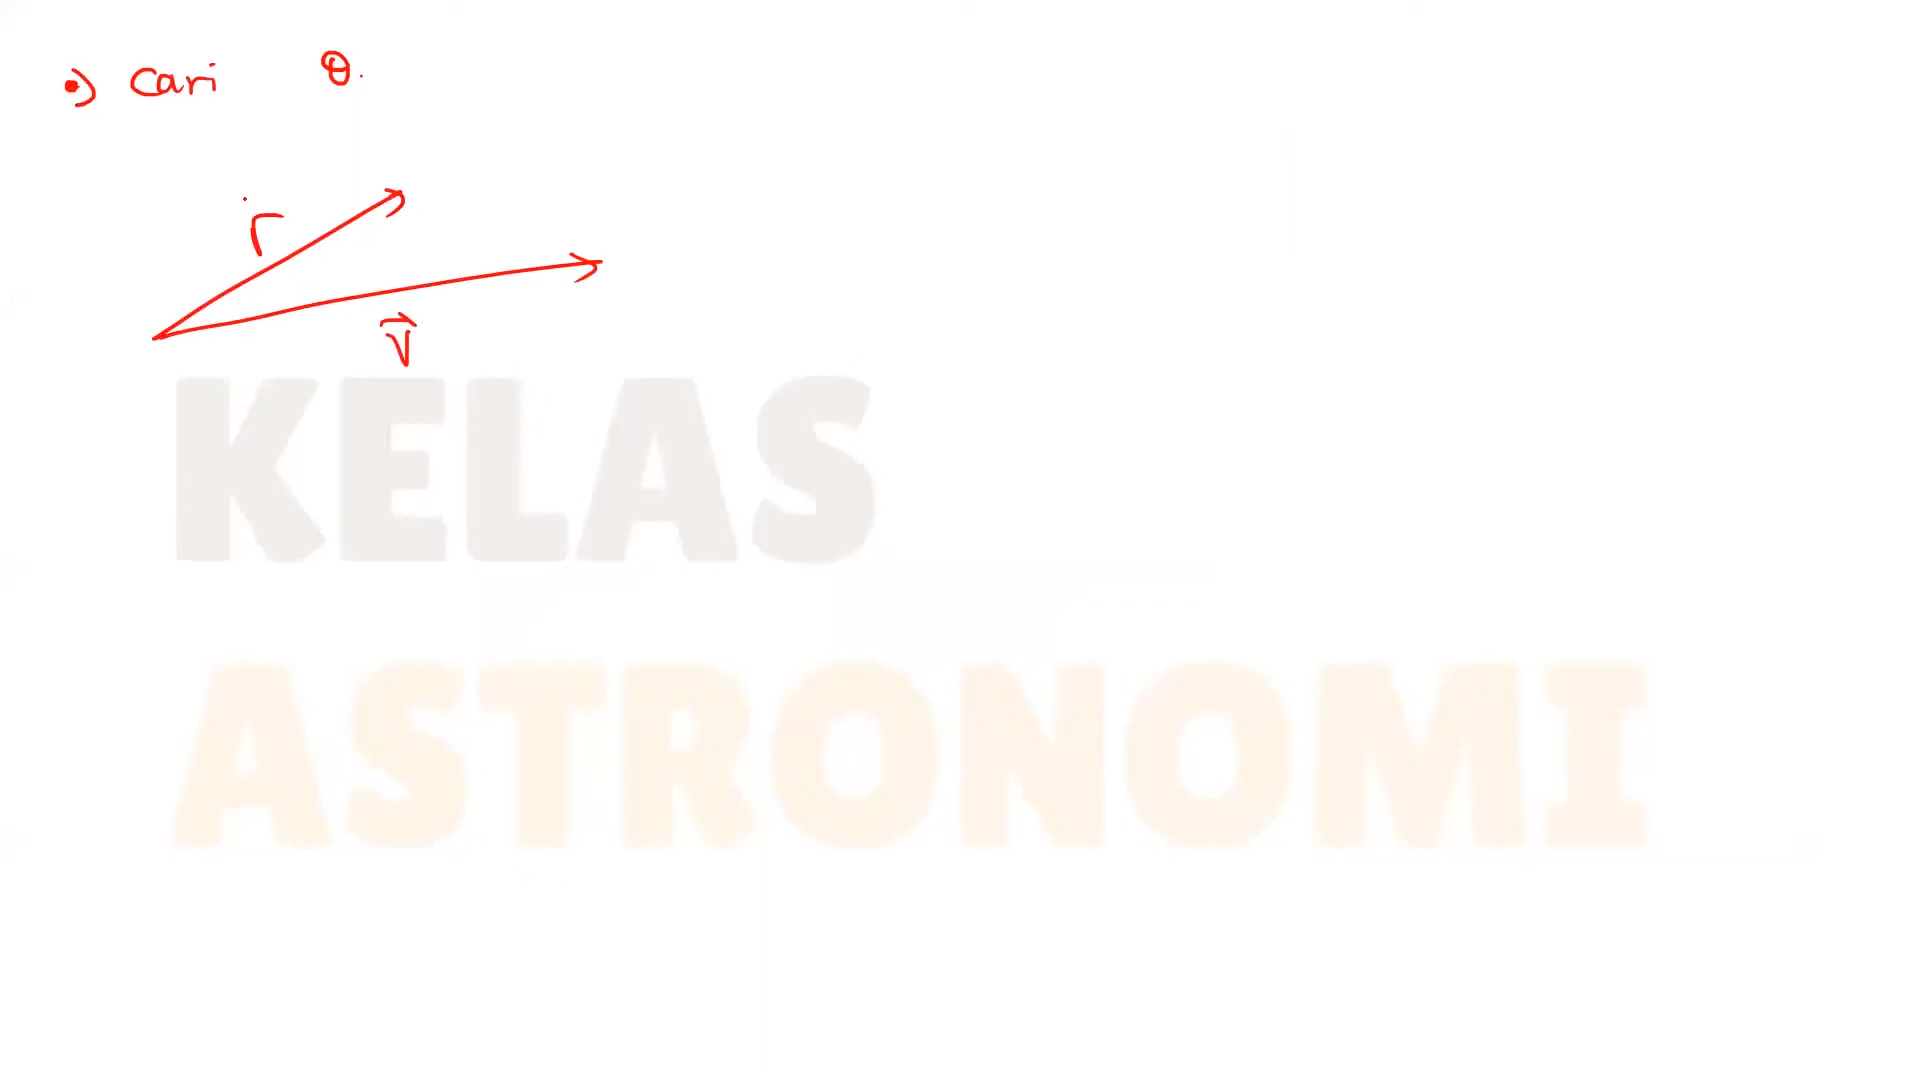 •) Cari θ.
r
v⃗
KELAS
ASTRONOMI